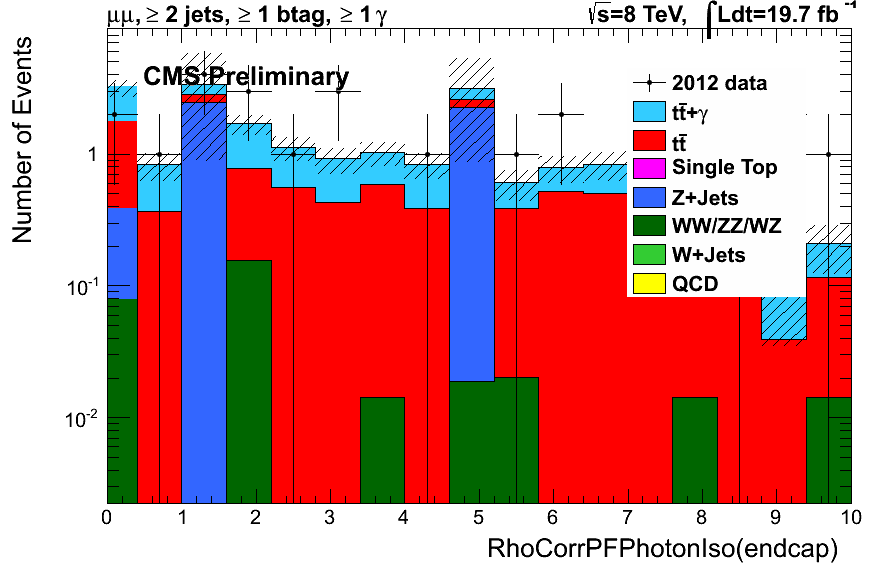 μμ, ≥ 2 jets, ≥ 1 btag, ≥ 1 γ
√s=8 TeV, ∫Ldt=19.7 fb⁻¹
CMS Preliminary
Number of Events
2012 data
tt̄+γ
tt̄
Single Top
Z+Jets
WW/ZZ/WZ
W+Jets
QCD
1
10⁻¹
10⁻²
0 1 2 3 4 5 6 7 8 9 10
RhoCorrPFPhotonIso(endcap)